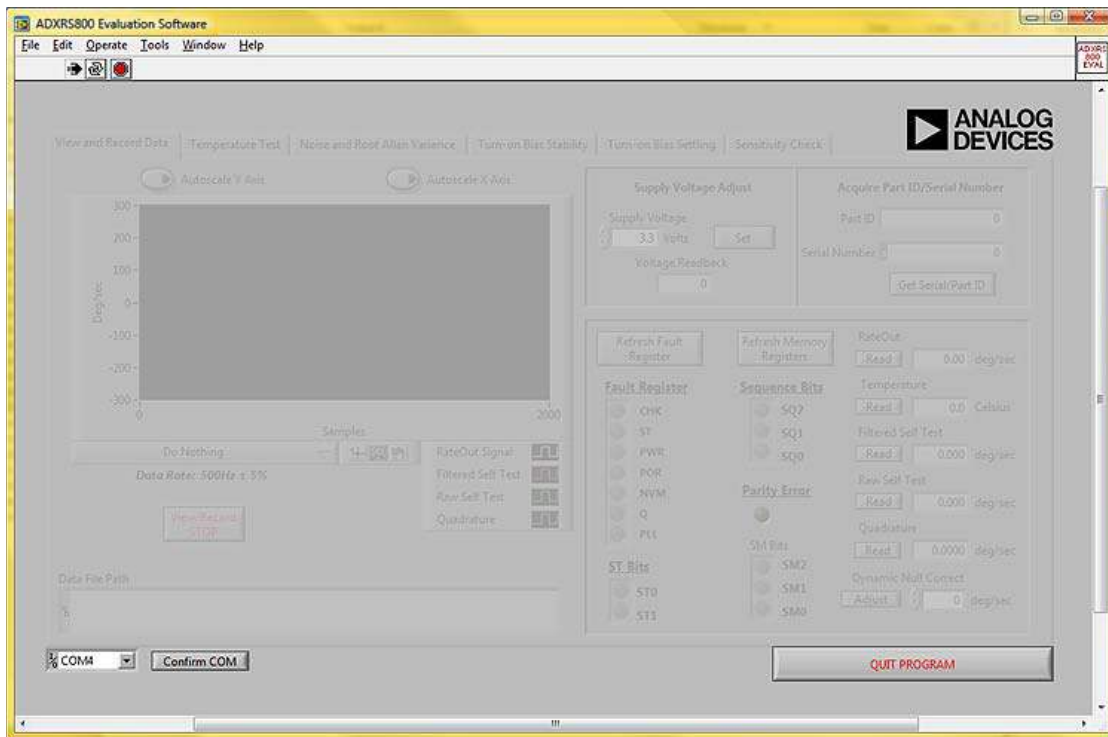 ADXRS800 Evaluation Software
File Edit Operate Tools Window Help
ADXRS
800
EVAL
ANALOG
DEVICES
View and Record Data Temperature Test Noise and Root Allan Variance Turn-on Bias Stability Turn-on Bias Settling Sensitivity Check
Autoscale Y Axis Autoscale X Axis
Supply Voltage Adjust
Acquire Part ID/Serial Number
Supply Voltage
3.3 Volts Set
Voltage Readback
0
Part ID 0
Serial Number 0
Get Serial/Part ID
Deg/sec
300
200
100
0
-100
-200
-300
0 2000
Samples
Do Nothing
Data Rate: 500Hz ± 5%
RateOut Signal
Filtered Self Test
Raw Self Test
Quadrature
View/Record
STOP
Data File Path
Refresh Fault
Register
Refresh Memory
Registers
Fault Register
CHK
ST
PWR
POR
NVM
Q
PLL
ST Bits
ST0
ST1
Sequence Bits
SQ2
SQ1
SQ0
Parity Error
SM Bits
SM2
SM1
SM0
RateOut
Read 0.00 deg/sec
Temperature
Read 0.0 Celsius
Filtered Self Test
Read 0.000 deg/sec
Raw Self Test
Read 0.000 deg/sec
Quadrature
Read 0.0000 deg/sec
Dynamic Null Correct
Adjust 0 deg/sec
COM4 Confirm COM
QUIT PROGRAM